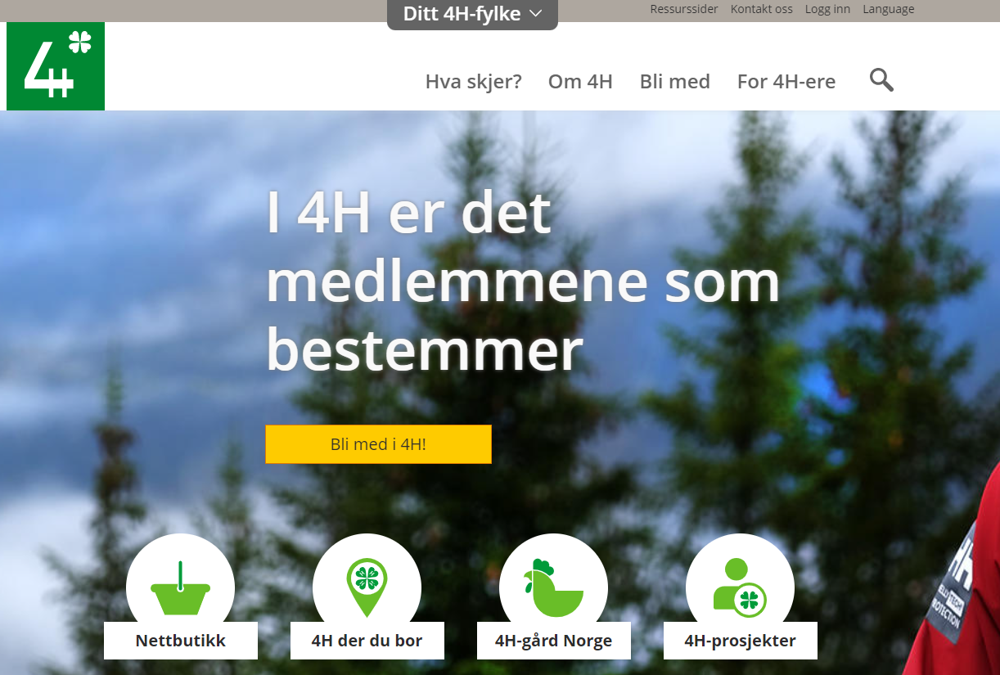 Ditt 4H-fylke
Ressurssider Kontakt oss Logg inn Language
4H
Hva skjer? Om 4H Bli med For 4H-ere
I 4H er det
medlemmene som
bestemmer
Bli med i 4H!
HH
TECH
PROTECTION
Nettbutikk 4H der du bor 4H-gård Norge 4H-prosjekter